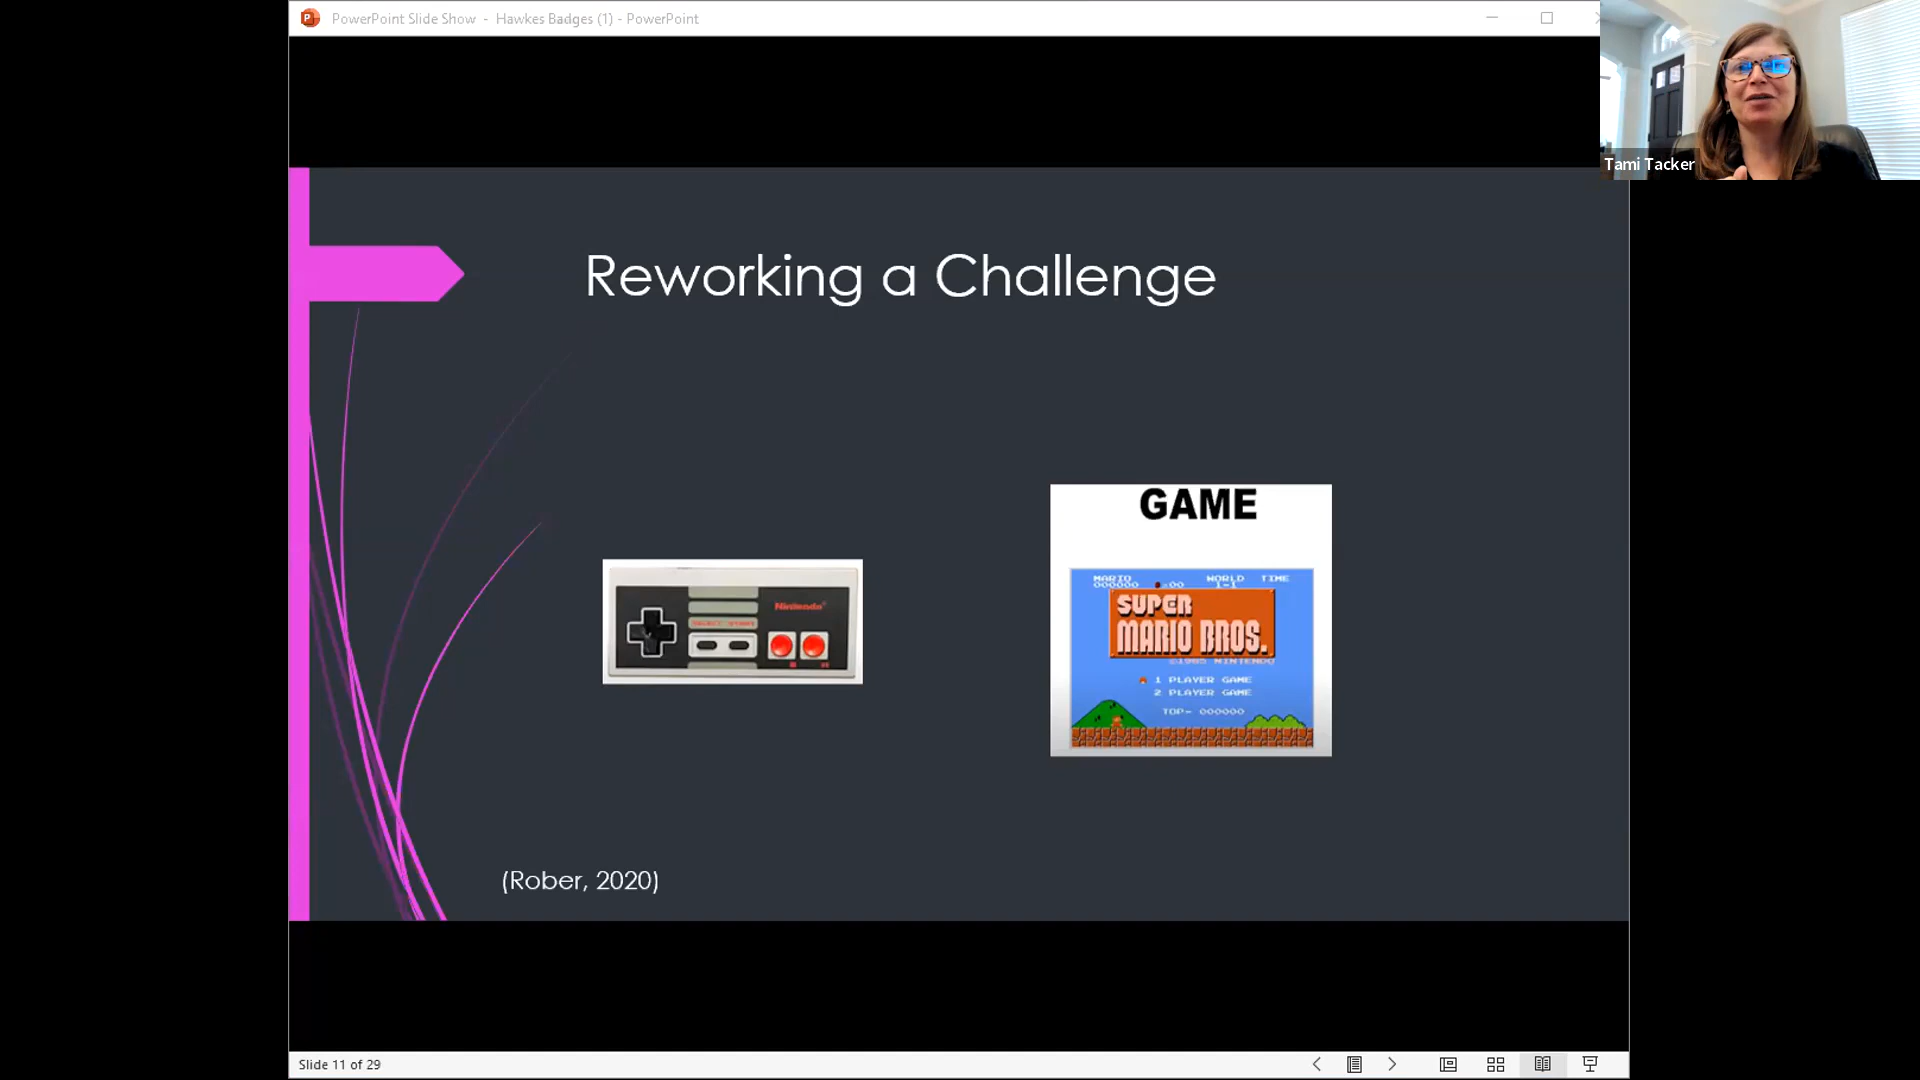 PowerPoint Slide Show - Hawkes Badges (1) - PowerPoint
Tami Tacker
Reworking a Challenge
GAME
Nintendo
SELECT START
MARIO WORLD TIME
000000 1-1
SUPER
MARIO BROS.
©1985 NINTENDO
1 PLAYER GAME
2 PLAYER GAME
TOP- 000000
(Rober, 2020)
Slide 11 of 29